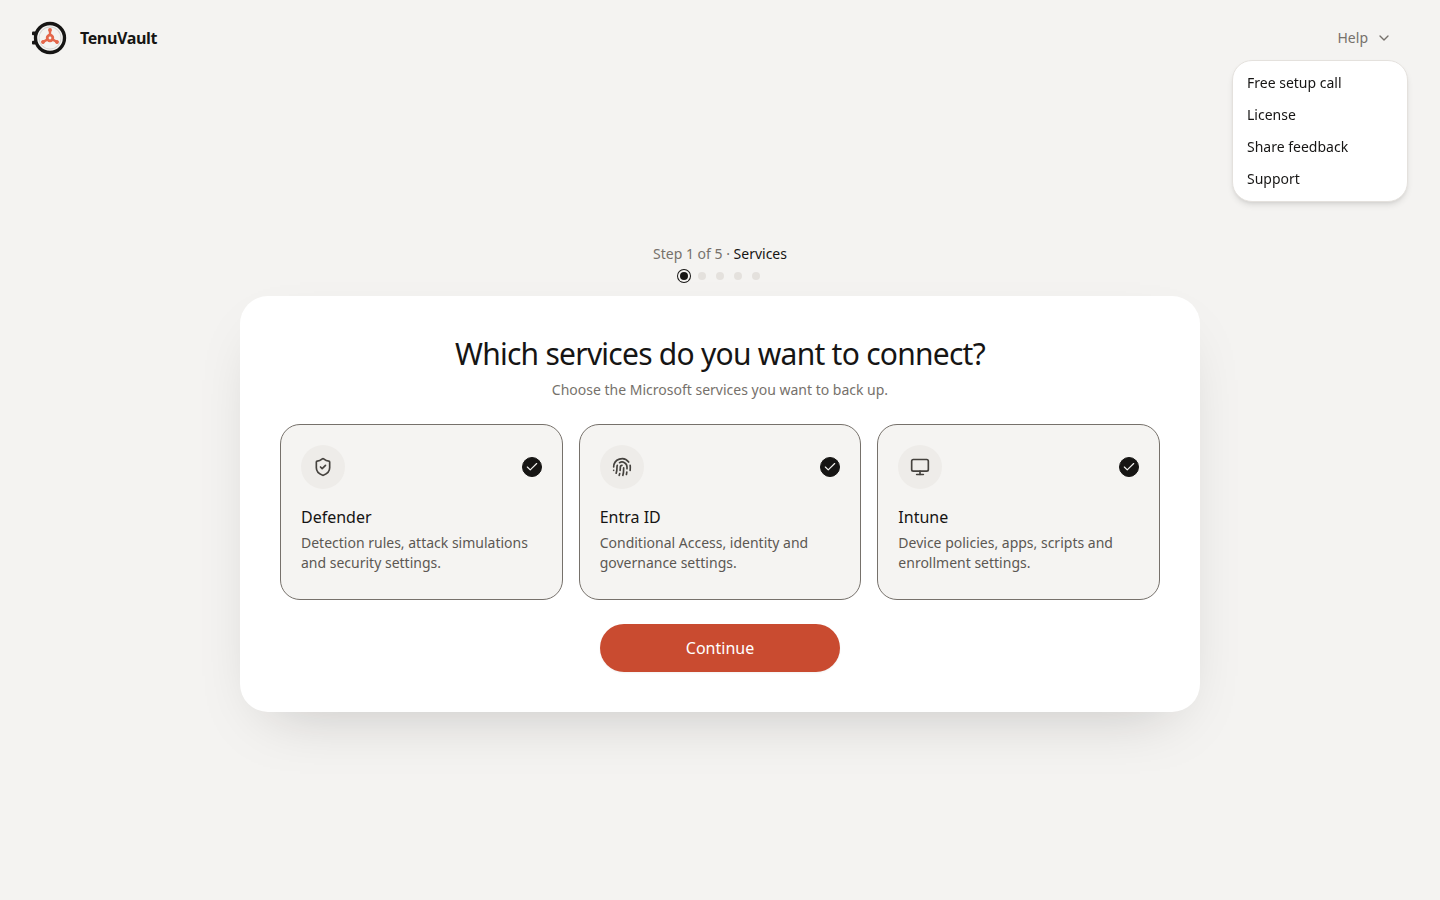 TenuVault
Help
Free setup call
License
Share feedback
Support
Step 1 of 5 · Services
Which services do you want to connect?
Choose the Microsoft services you want to back up.
Defender
Detection rules, attack simulations
and security settings.
Entra ID
Conditional Access, identity and
governance settings.
Intune
Device policies, apps, scripts and
enrollment settings.
Continue